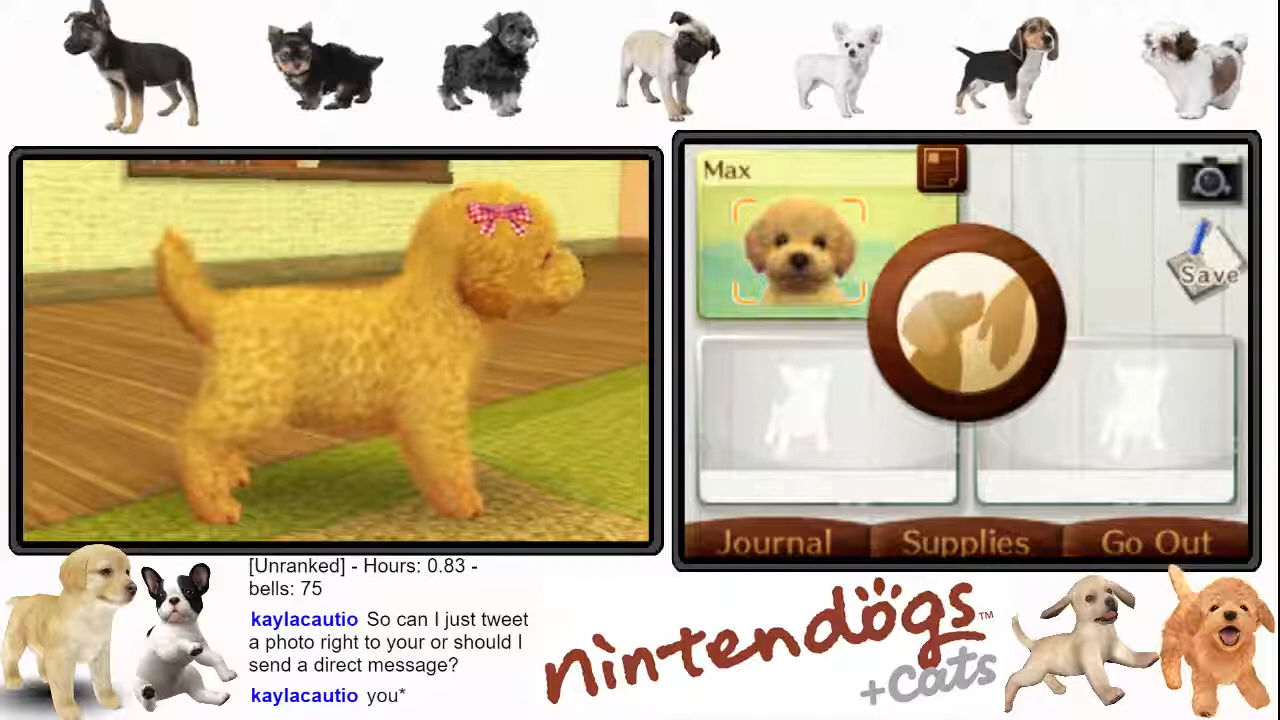 Max
Save
Journal
Supplies
Go Out
[Unranked] - Hours: 0.83 -
bells: 75
kaylacautio So can I just tweet
a photo right to your or should I
send a direct message?
kaylacautio you*
nintendogs™
+cats